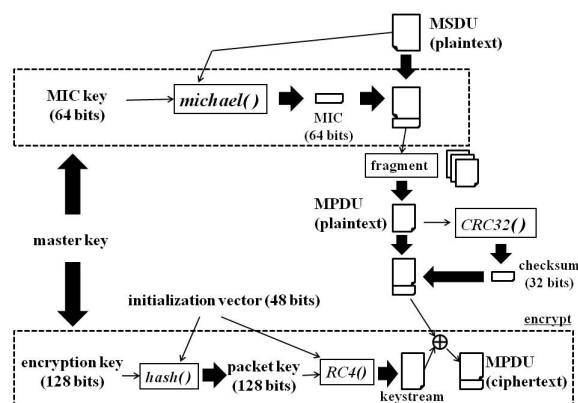 MSDU
(plaintext)
MIC key
(64 bits)
michael()
MIC
(64 bits)
fragment
MPDU
(plaintext)
CRC32()
master key
checksum
(32 bits)
initialization vector (48 bits)
encrypt
encryption key
(128 bits)
hash()
packet key
(128 bits)
RC4()
keystream
MPDU
(ciphertext)